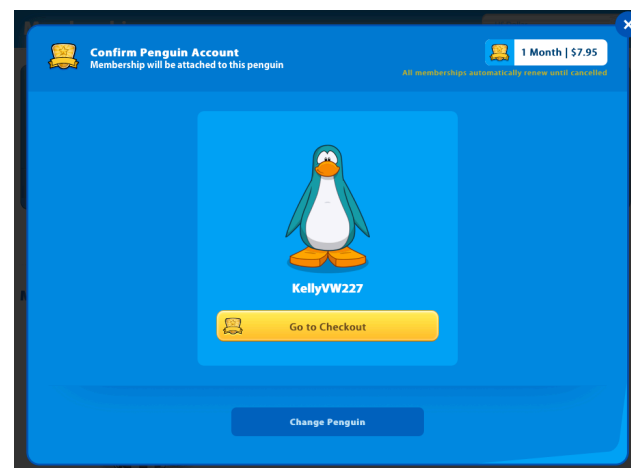 Confirm Penguin Account
Membership will be attached to this penguin
1 Month | $7.95
All memberships automatically renew until cancelled
KellyVW227
Go to Checkout
Change Penguin